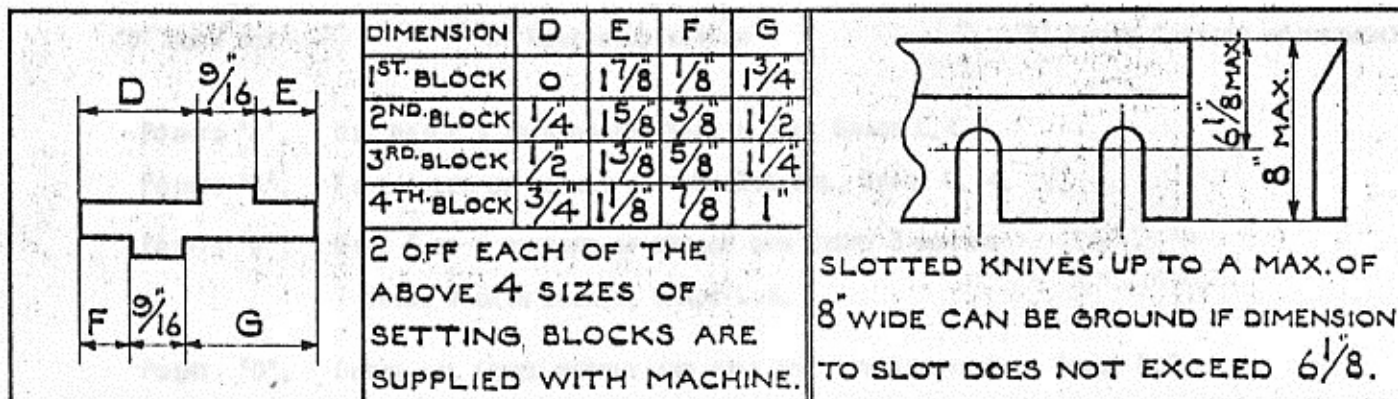 D 9/16" E
F 9/16" G
DIMENSION D E F G
1ST. BLOCK 0 1 7/8" 1/8" 1 3/4"
2ND. BLOCK 1/4" 1 5/8" 3/8" 1 1/2"
3RD. BLOCK 1/2" 1 3/8" 5/8" 1 1/4"
4TH. BLOCK 3/4" 1 1/8" 7/8" 1"
2 OFF EACH OF THE
ABOVE 4 SIZES OF
SETTING BLOCKS ARE
SUPPLIED WITH MACHINE.
6 1/8" MAX
8" MAX.
SLOTTED KNIVES UP TO A MAX. OF
8" WIDE CAN BE GROUND IF DIMENSION
TO SLOT DOES NOT EXCEED 6 1/8".